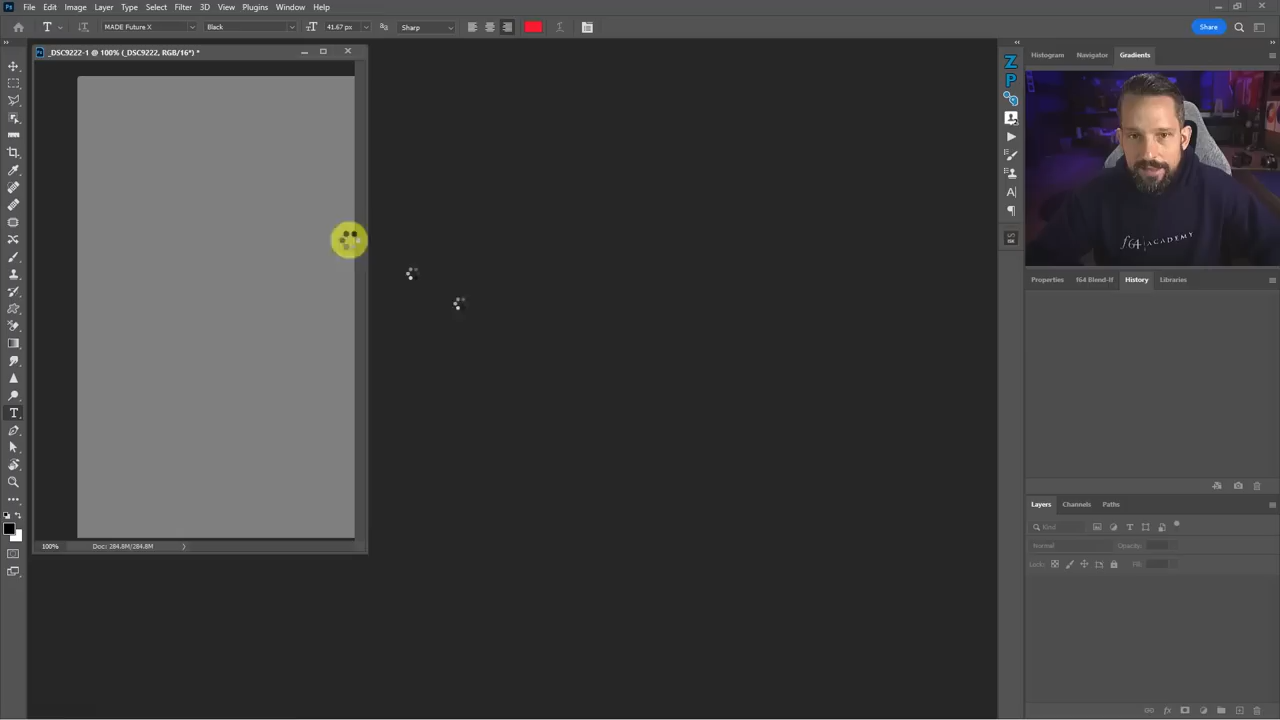 Ps File Edit Image Layer Type Select Filter 3D View Plugins Window Help
T MADE Future X Black 41.67 px Sharp Share
_DSC9222-1 @ 100% (_DSC9222, RGB/16*) *
Histogram Navigator Gradients
Z
P
A|
f64 ACADEMY
Properties f64 Blend-If History Libraries
T
Layers Channels Paths
Kind T
Normal Opacity:
100% Doc: 284.8M/284.8M
Lock: Fill:
fx